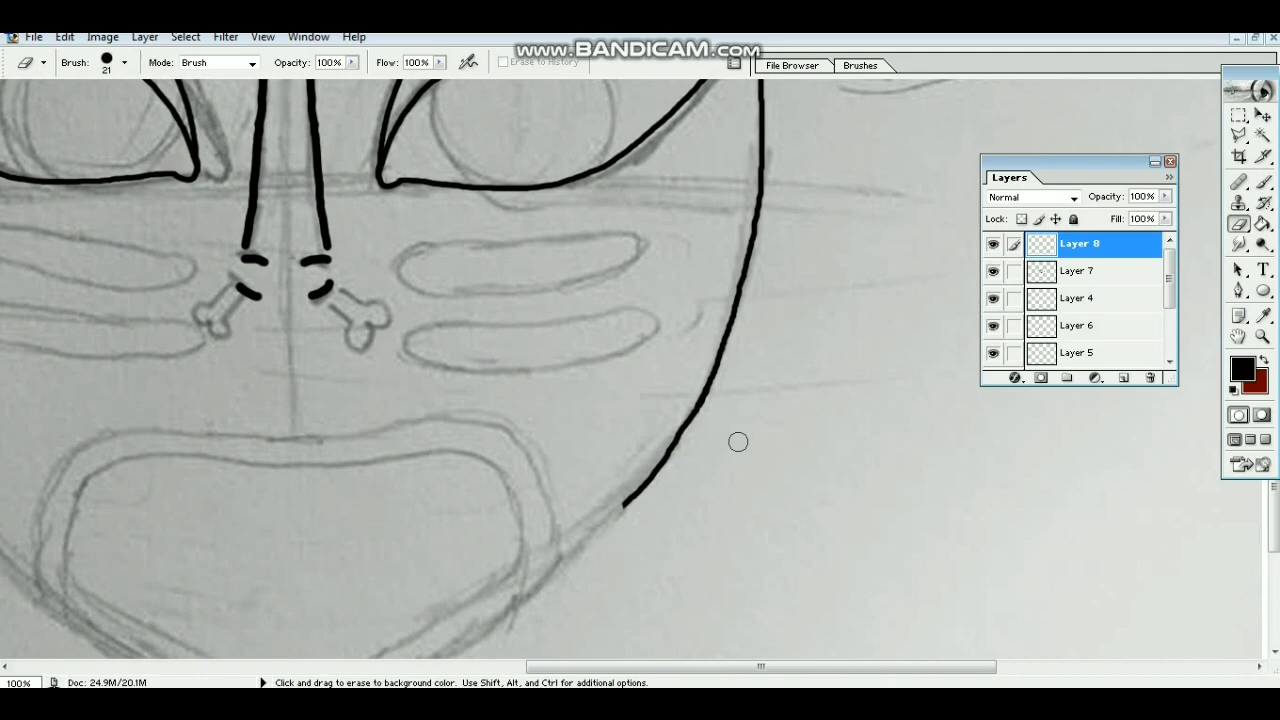 File Edit Image Layer Select Filter View Window Help
www.BANDICAM.com
Brush: 21 Mode: Brush Opacity: 100% Flow: 100% Erase to History File Browser Brushes
Layers
Normal Opacity: 100%
Lock: Fill: 100%
Layer 8
Layer 7
Layer 4
Layer 6
Layer 5
100% Doc: 24.9M/20.1M Click and drag to erase to background color. Use Shift, Alt, and Ctrl for additional options.